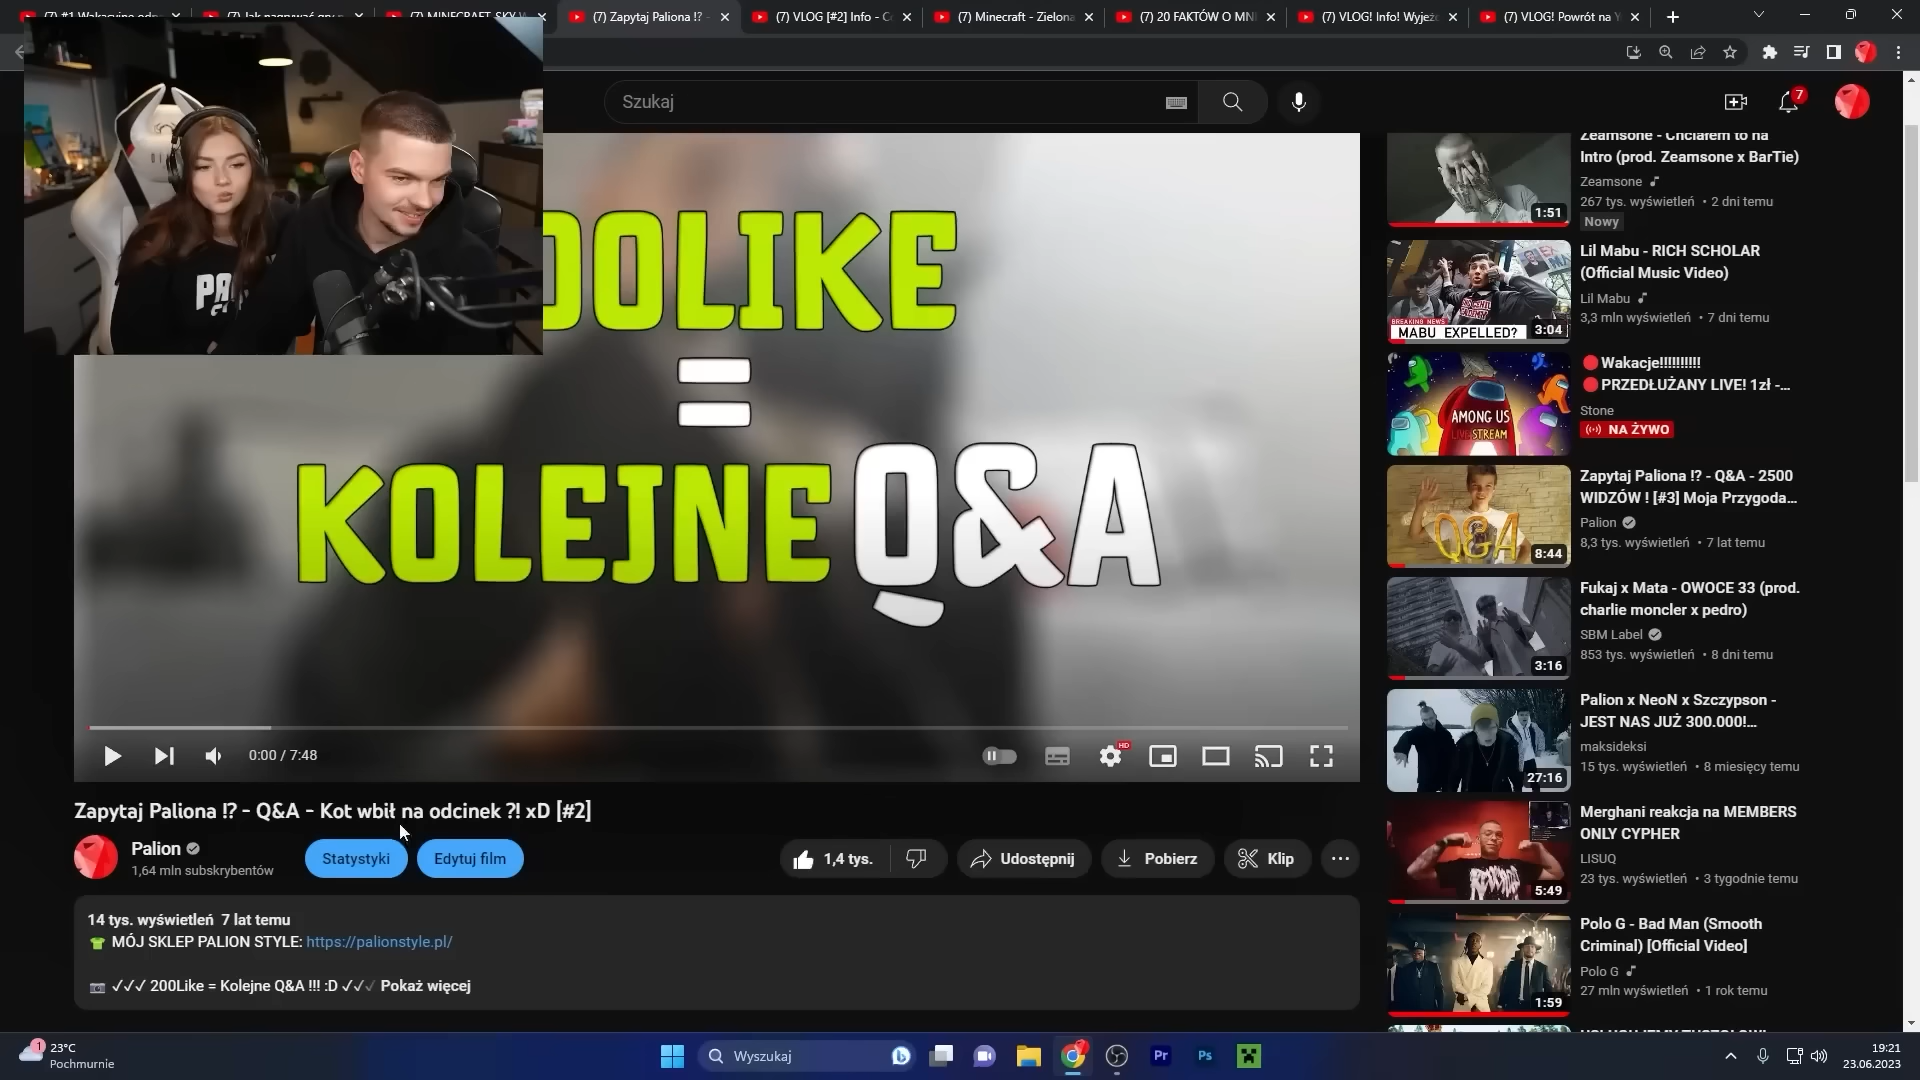 (7) Zapytaj Paliona !? -
(7) VLOG [#2] Info - C
(7) Minecraft - Zielona
(7) 20 FAKTÓW O MN
(7) VLOG! Info! Wyjeż
(7) VLOG! Powrót na Y
Szukaj
7
OOLIKE
=
KOLEJNE Q&A
0:00 / 7:48
HD
Zapytaj Paliona !? - Q&A - Kot wbił na odcinek ?! xD [#2]
Palion
1,64 mln subskrybentów
Statystyki
Edytuj film
1,4 tys.
Udostępnij
Pobierz
Klip
14 tys. wyświetleń 7 lat temu
MÓJ SKLEP PALION STYLE: https://palionstyle.pl/
✓✓✓ 200Like = Kolejne Q&A !!! :D ✓✓✓ Pokaż więcej
Zeamsone - Chciałem to na
Intro (prod. Zeamsone x BarTie)
Zeamsone
267 tys. wyświetleń • 2 dni temu
Nowy
1:51
Lil Mabu - RICH SCHOLAR
(Official Music Video)
Lil Mabu
3,3 mln wyświetleń • 7 dni temu
BREAKING NEWS
MABU EXPELLED?
3:04
Wakacje!!!!!!!!!!
PRZEDŁUŻANY LIVE! 1zł -...
Stone
NA ŻYWO
AMONG US
LIVE STREAM
Zapytaj Paliona !? - Q&A - 2500
WIDZÓW ! [#3] Moja Przygoda...
Palion
8,3 tys. wyświetleń • 7 lat temu
Q&A
8:44
Fukaj x Mata - OWOCE 33 (prod.
charlie moncler x pedro)
SBM Label
853 tys. wyświetleń • 8 dni temu
3:16
Palion x NeoN x Szczypson -
JEST NAS JUŻ 300.000!...
maksideksi
15 tys. wyświetleń • 8 miesięcy temu
27:16
Merghani reakcja na MEMBERS
ONLY CYPHER
LISUQ
23 tys. wyświetleń • 3 tygodnie temu
5:49
Polo G - Bad Man (Smooth
Criminal) [Official Video]
Polo G
27 mln wyświetleń • 1 rok temu
1:59
1
23°C
Pochmurnie
Wyszukaj
Pr
Ps
19:21
23.06.2023